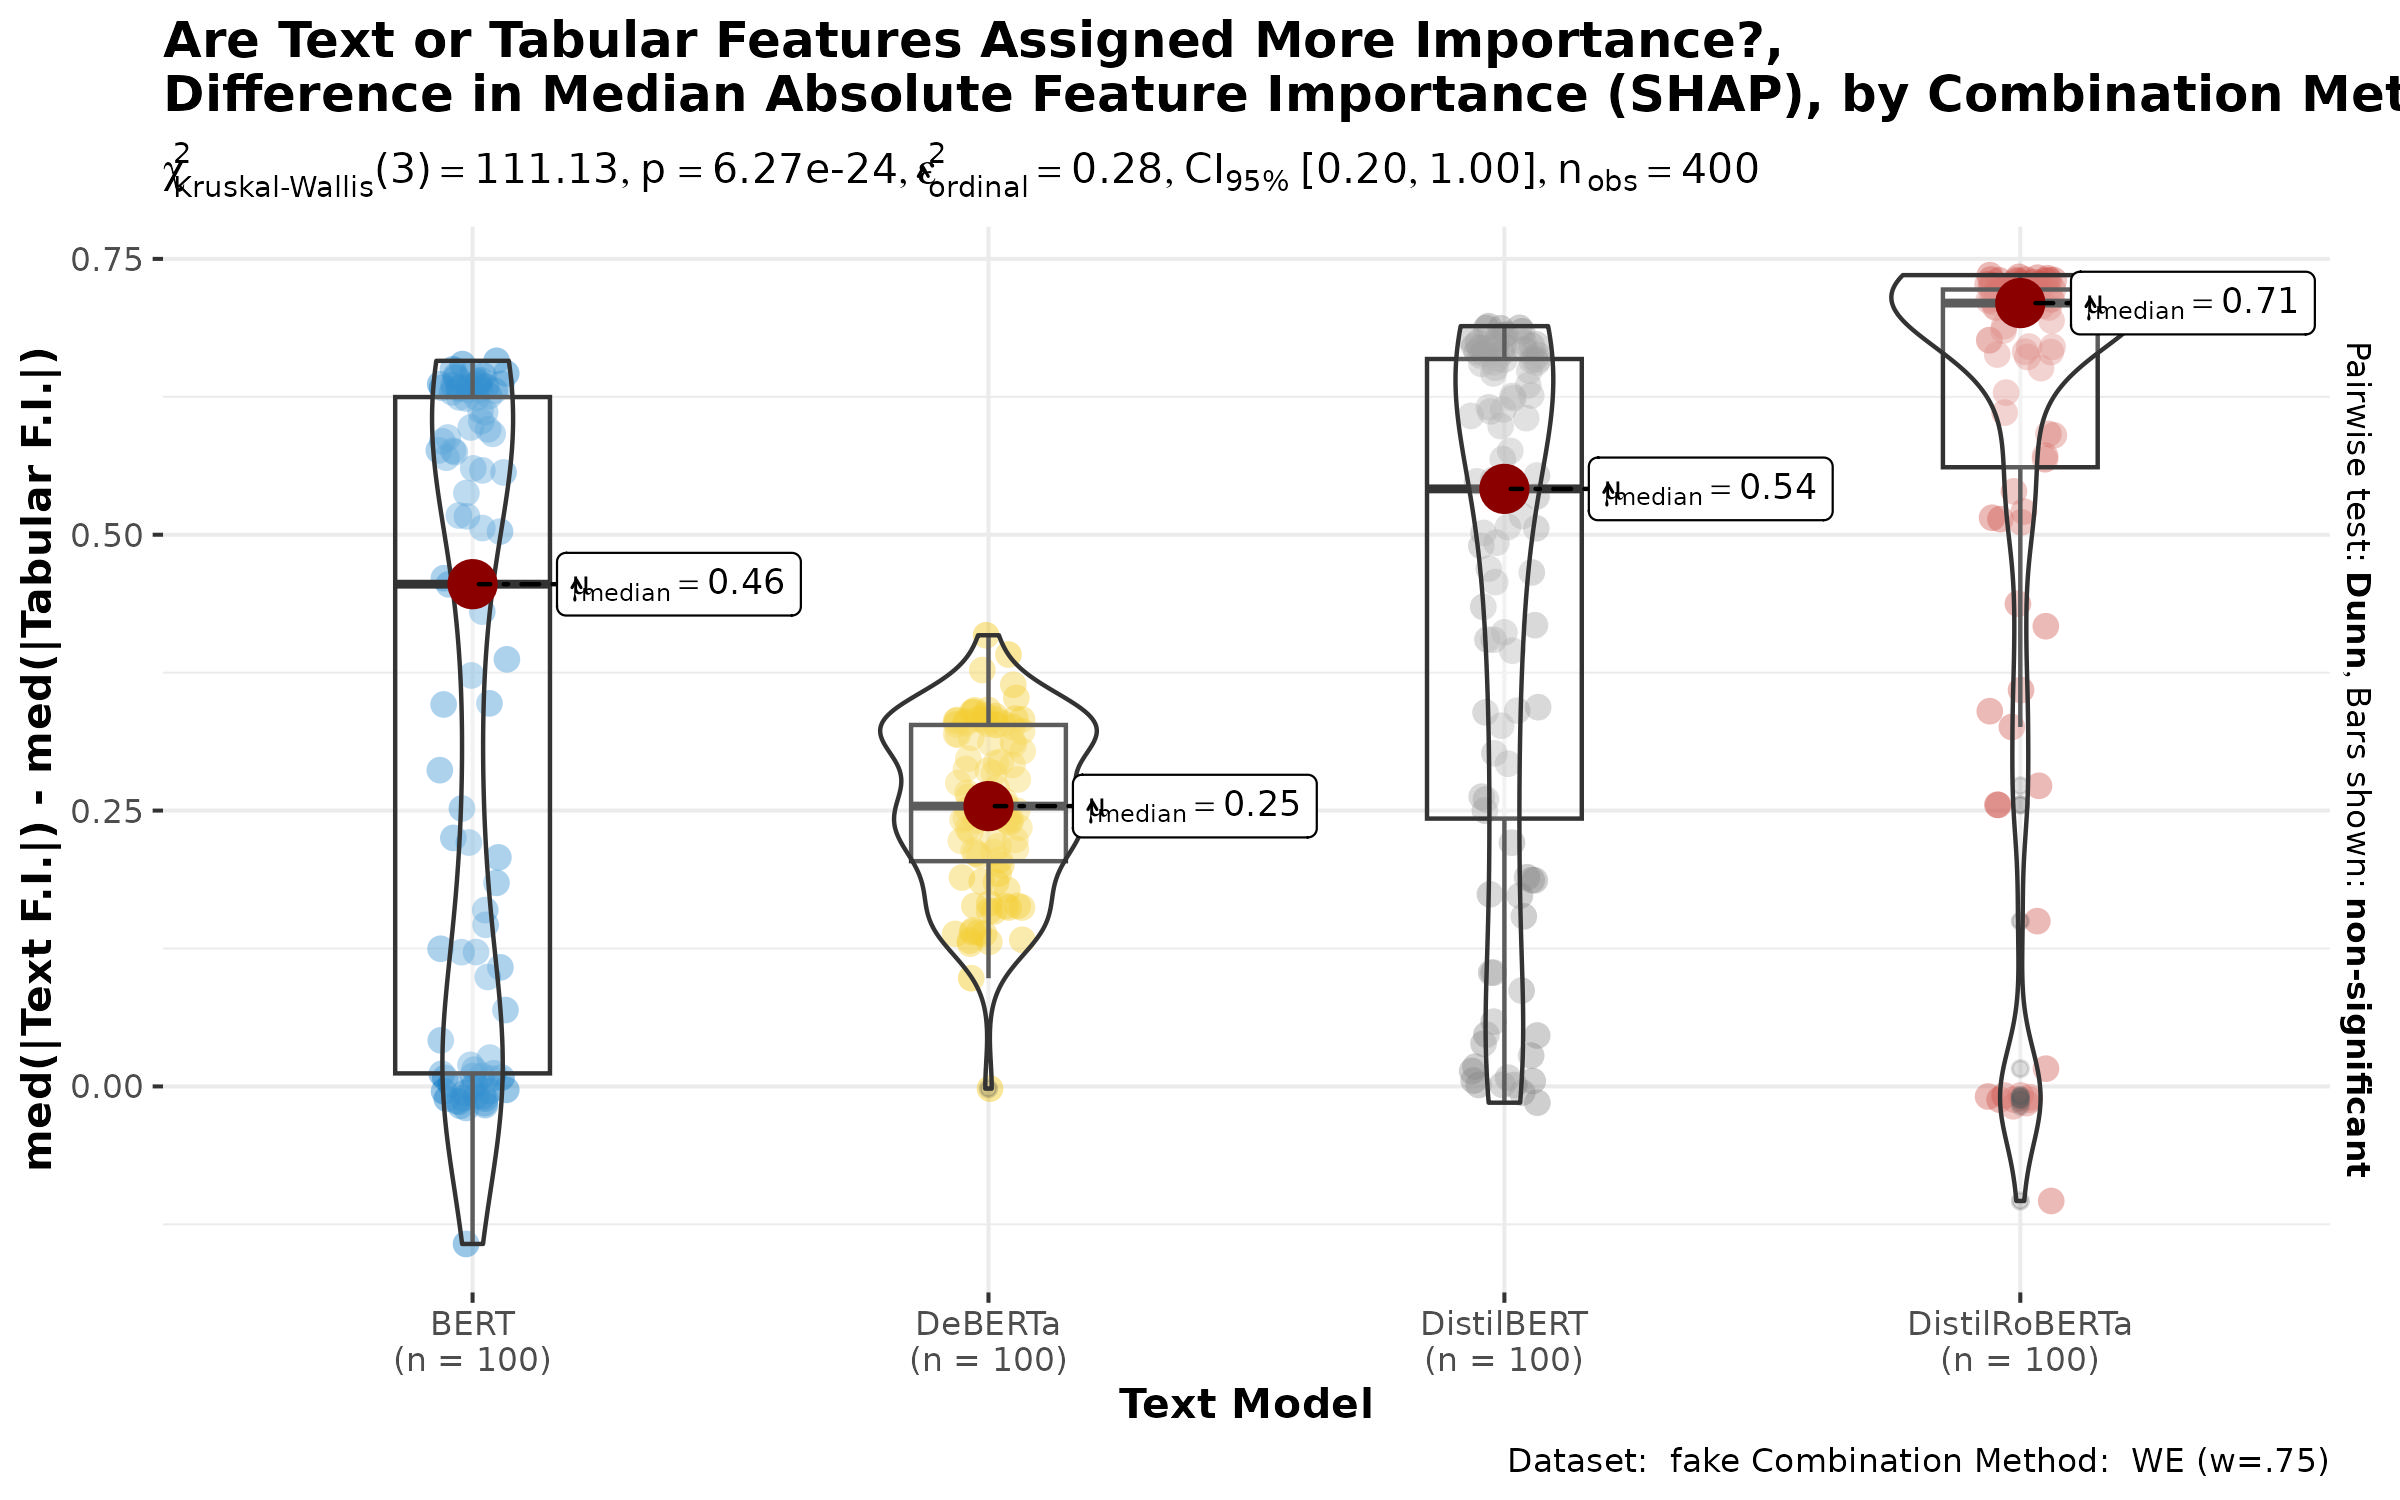 Are Text or Tabular Features Assigned More Importance?,
Difference in Median Absolute Feature Importance (SHAP), by Combination Met
χ²Kruskal-Wallis(3) = 111.13, p = 6.27e-24, ε²ordinal = 0.28, CI95% [0.20, 1.00], nobs = 400
med(|Text F.I.|) - med(|Tabular F.I.|)
0.75
0.50
0.25
0.00
μ̂median = 0.46
μ̂median = 0.25
μ̂median = 0.54
μ̂median = 0.71
Pairwise test: Dunn, Bars shown: non-significant
BERT
(n = 100)
DeBERTa
(n = 100)
DistilBERT
(n = 100)
DistilRoBERTa
(n = 100)
Text Model
Dataset: fake Combination Method: WE (w=.75)